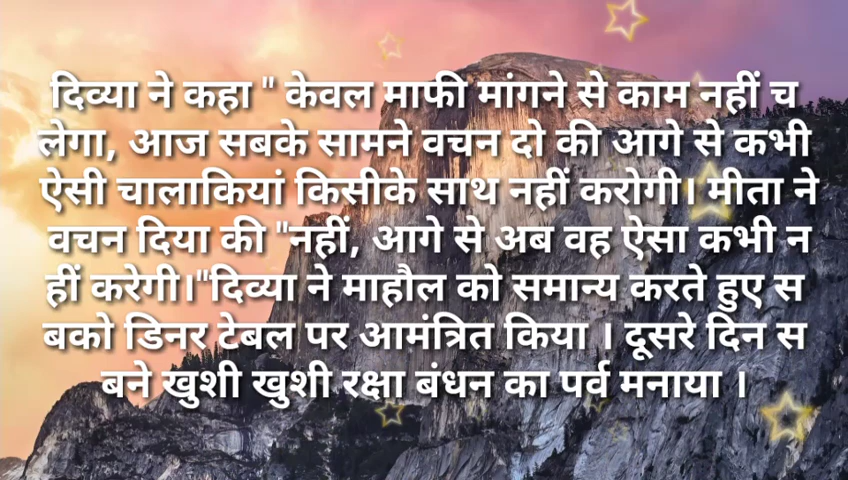 दिव्या ने कहा " केवल माफी मांगने से काम नहीं च
लेगा, आज सबके सामने वचन दो की आगे से कभी
ऐसी चालाकियां किसीके साथ नहीं करोगी। मीता ने
वचन दिया की "नहीं, आगे से अब वह ऐसा कभी न
हीं करेगी।"दिव्या ने माहौल को समान्य करते हुए स
बको डिनर टेबल पर आमंत्रित किया । दूसरे दिन स
बने खुशी खुशी रक्षा बंधन का पर्व मनाया ।